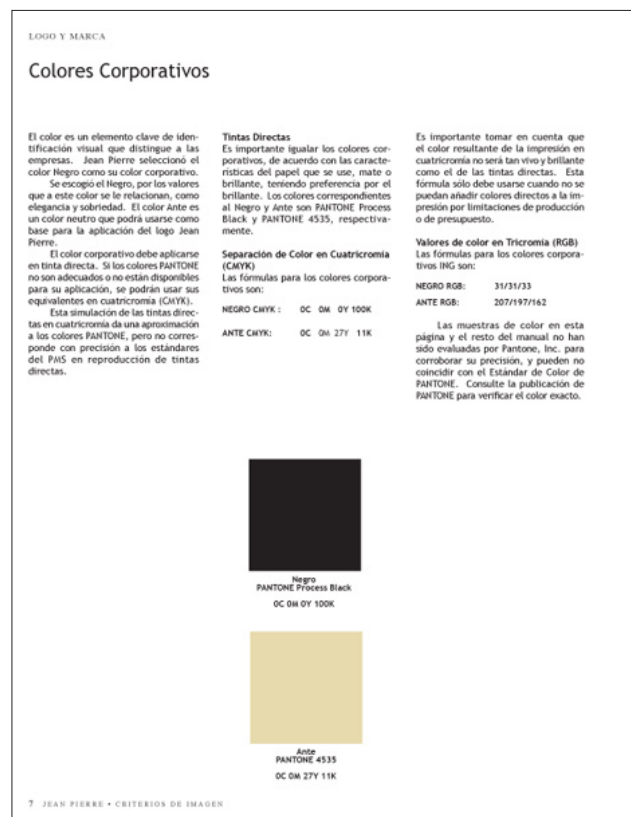 LOGO Y MARCA
Colores Corporativos
El color es un elemento clave de iden-
tificación visual que distingue a las
empresas. Jean Pierre seleccionó el
color Negro como su color corporativo.
Se escogió el Negro, por los valores
que a este color se le relacionan, como
elegancia y sobriedad. El color Ante es
un color neutro que podrá usarse como
base para la aplicación del logo Jean
Pierre.
El color corporativo debe aplicarse
en tinta directa. Si los colores PANTONE
no son adecuados o no están disponibles
para su aplicación, se podrán usar sus
equivalentes en cuatricromía (CMYK).
Esta simulación de las tintas direc-
tas en cuatricromía da una aproximación
a los colores PANTONE, pero no corres-
ponde con precisión a los estándares
del PMS en reproducción de tintas
directas.
Tintas Directas
Es importante igualar los colores cor-
porativos, de acuerdo con las caracte-
rísticas del papel que se use, mate o
brillante, teniendo preferencia por el
brillante. Los colores correspondientes
al Negro y Ante son PANTONE Process
Black y PANTONE 4535, respectiva-
mente.
Separación de Color en Cuatricromía
(CMYK)
Las fórmulas para los colores corpora-
tivos son:
NEGRO CMYK : 0C 0M 0Y 100K
ANTE CMYK: 0C 0M 27Y 11K
Es importante tomar en cuenta que
el color resultante de la impresión en
cuatricromía no será tan vivo y brillante
como el de las tintas directas. Esta
fórmula sólo debe usarse cuando no se
puedan añadir colores directos a la im-
presión por limitaciones de producción
o de presupuesto.
Valores de color en Tricromía (RGB)
Las fórmulas para los colores corpora-
tivos ING son:
NEGRO RGB: 31/31/33
ANTE RGB: 207/197/162
Las muestras de color en esta
página y el resto del manual no han
sido evaluadas por Pantone, Inc. para
corroborar su precisión, y pueden no
coincidir con el Estándar de Color de
PANTONE. Consulte la publicación de
PANTONE para verificar el color exacto.
Negro
PANTONE Process Black
0C 0M 0Y 100K
Ante
PANTONE 4535
0C 0M 27Y 11K
7 JEAN PIERRE • CRITERIOS DE IMAGEN